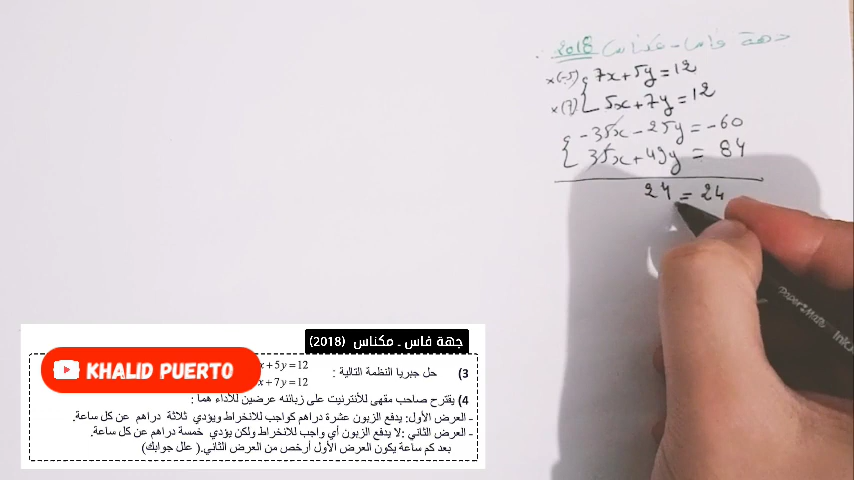 جهة فاس - مكناس 2018
×(-5) { 7x + 5y = 12
×(7) 5x + 7y = 12
{ -35x - 25y = -60
35x + 49y = 84
24 = 24
جهة فاس ـ مكناس (2018)
3) حل جبريا النظمة التالية : x + 5y = 12
x + 7y = 12
KHALID PUERTO
4) يقترح صاحب مقهى للأنترنيت على زبنائه عرضين للأداء هما :
- العرض الأول: يدفع الزبون عشرة دراهم كواجب للانخراط ويؤدي ثلاثة دراهم عن كل ساعة.
- العرض الثاني :لا يدفع الزبون أي واجب للانخراط ولكن يؤدي خمسة دراهم عن كل ساعة.
بعد كم ساعة يكون العرض الأول أرخص من العرض الثاني.( علل جوابك)